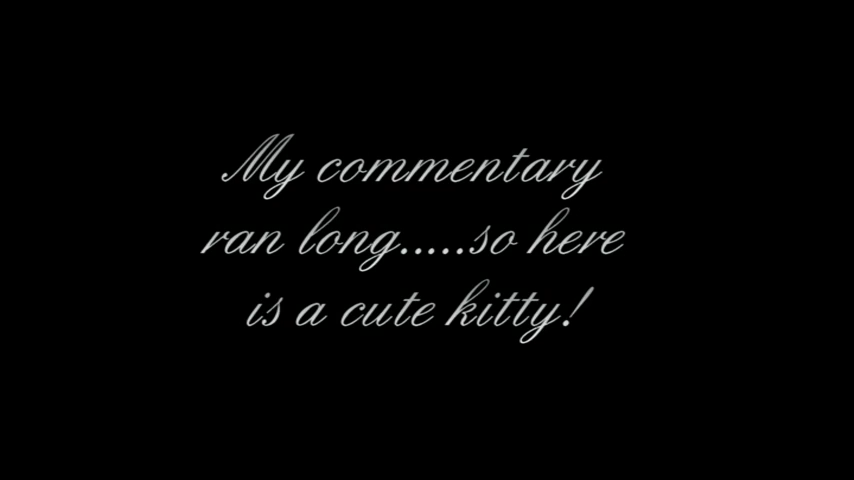 My commentary
ran long.....so here
is a cute kitty!